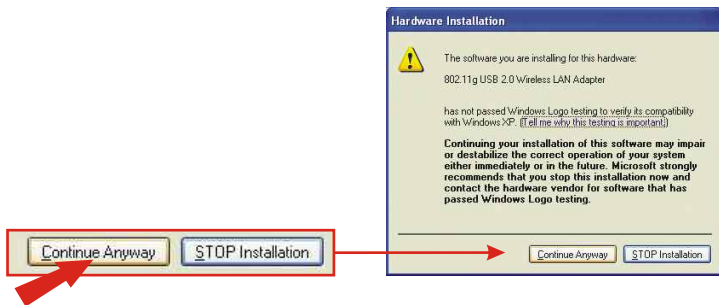 Hardware Installation
The software you are installing for this hardware:
802.11g USB 2.0 Wireless LAN Adapter
has not passed Windows Logo testing to verify its compatibility
with Windows XP. (Tell me why this testing is important.)
Continuing your installation of this software may impair
or destabilize the correct operation of your system
either immediately or in the future. Microsoft strongly
recommends that you stop this installation now and
contact the hardware vendor for software that has
passed Windows Logo testing.
Continue Anyway STOP Installation
Continue Anyway STOP Installation